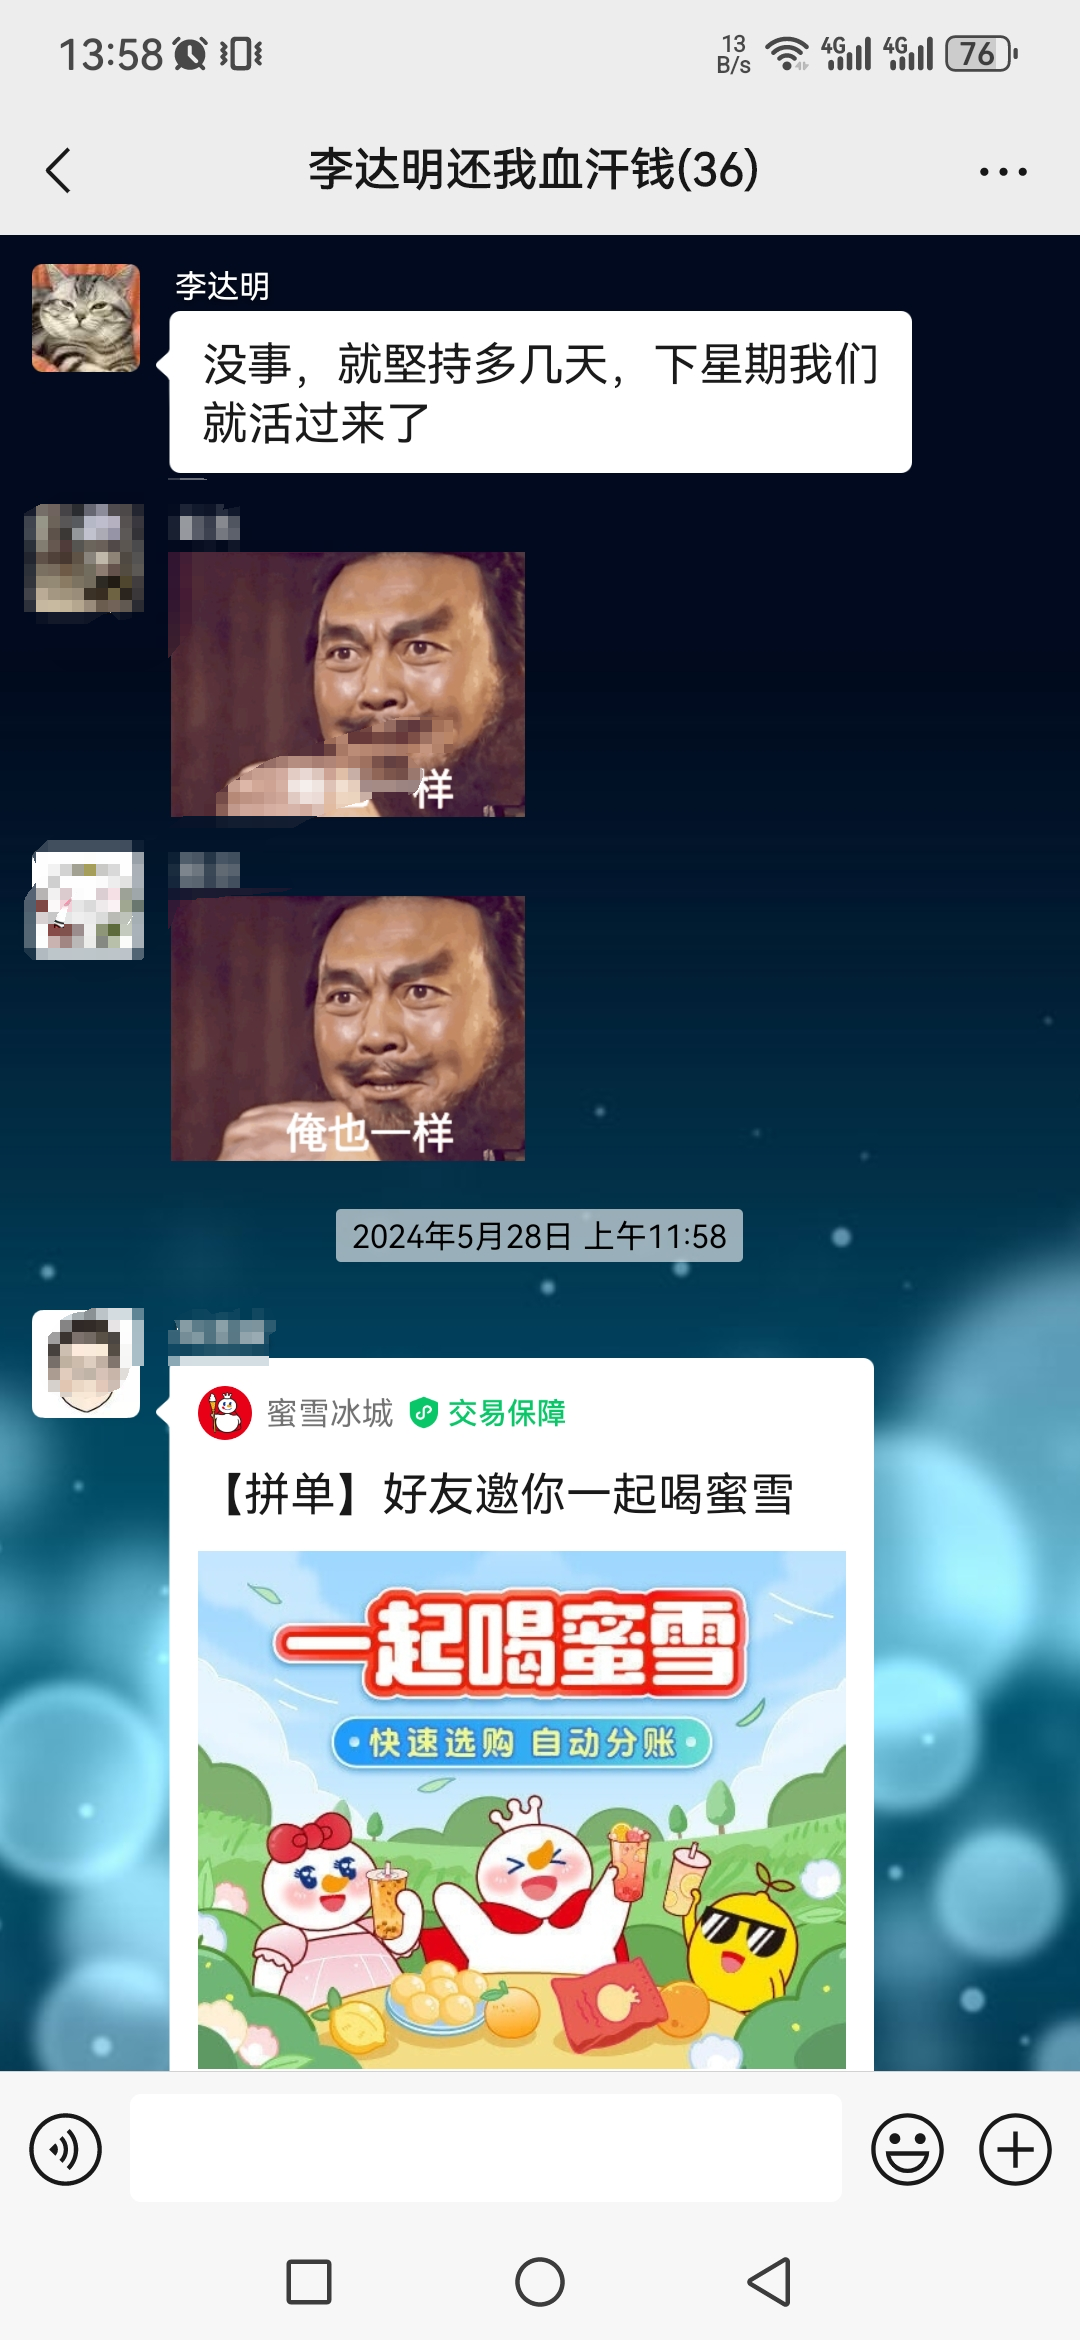 13:58
13
B/s
4G
4G
76
李达明还我血汗钱(36)
李达明
没事，就堅持多几天，下星期我们
就活过来了
样
俺也一样
2024年5月28日 上午11:58
蜜雪冰城 交易保障
【拼单】好友邀你一起喝蜜雪
一起喝蜜雪
快速选购 自动分账